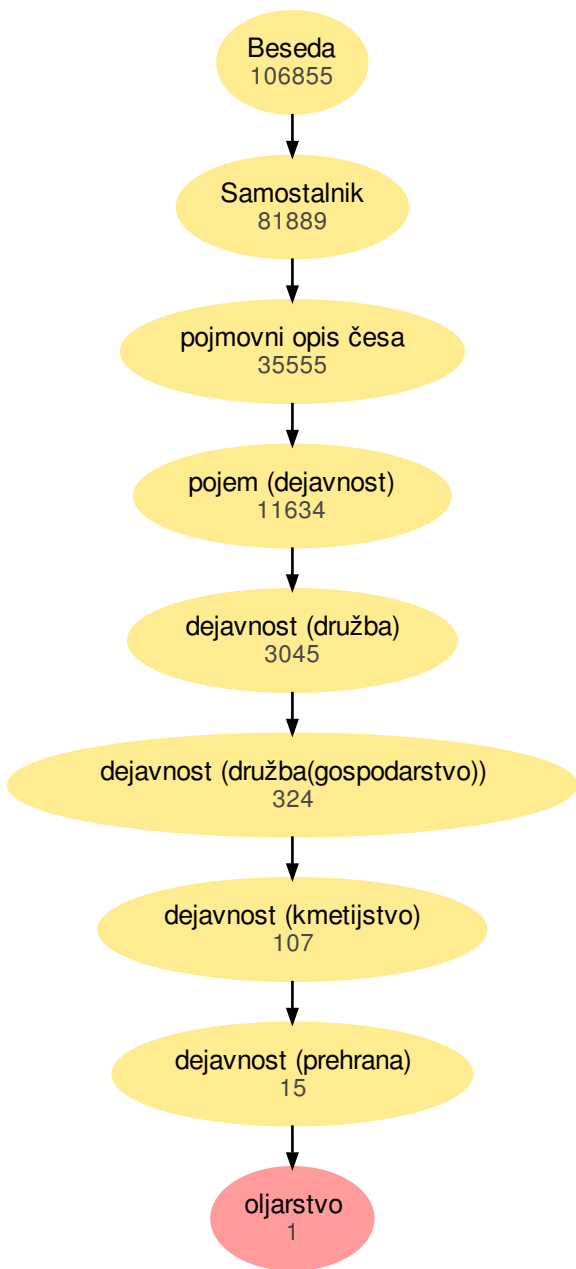 Beseda
106855
Samostalnik
81889
pojmovni opis česa
35555
pojem (dejavnost)
11634
dejavnost (družba)
3045
dejavnost (družba(gospodarstvo))
324
dejavnost (kmetijstvo)
107
dejavnost (prehrana)
15
oljarstvo
1